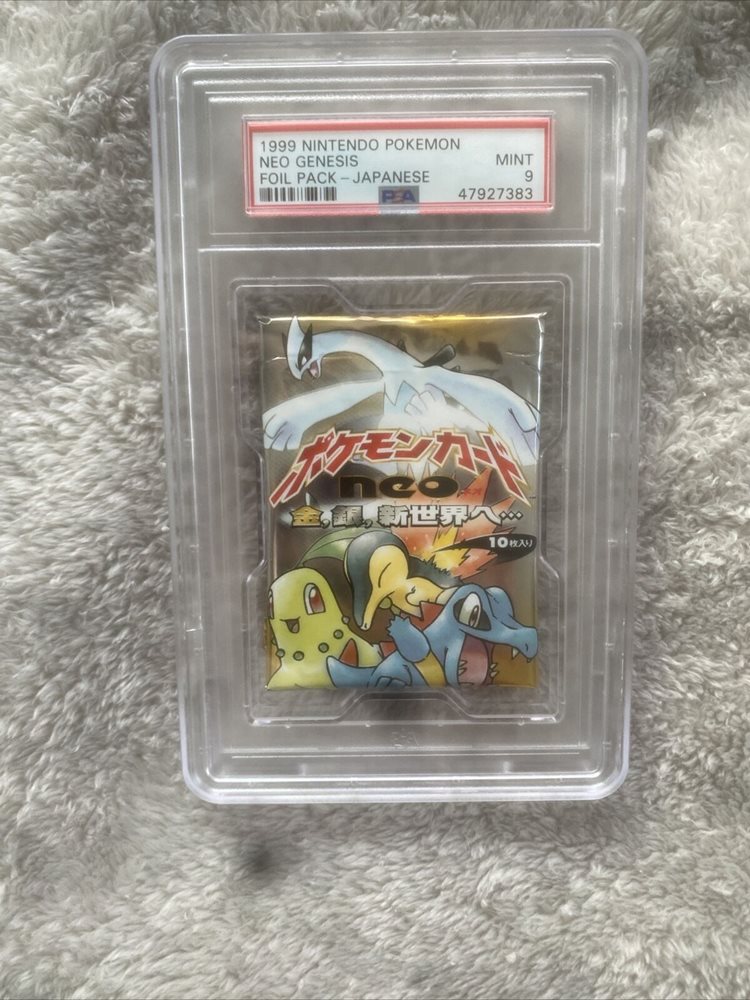 1999 NINTENDO POKEMON
NEO GENESIS MINT
FOIL PACK - JAPANESE 9
PSA 47927383
ポケモンカード
neo
金、銀、新世界へ…
10枚入り